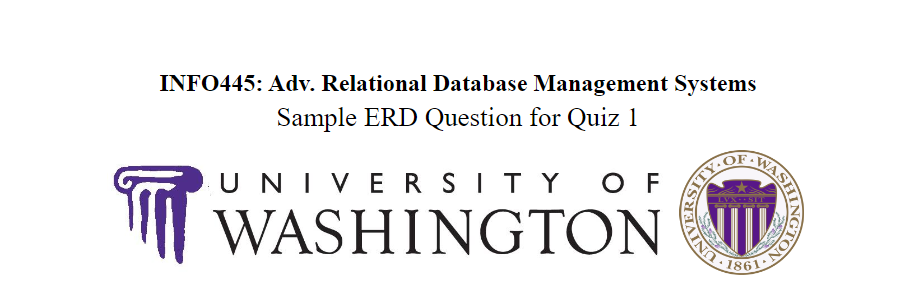 INFO445: Adv. Relational Database Management Systems
Sample ERD Question for Quiz 1
UNIVERSITY OF
WASHINGTON
UNIVERSITY·OF·WASHINGTON
LVX SIT
·1861·